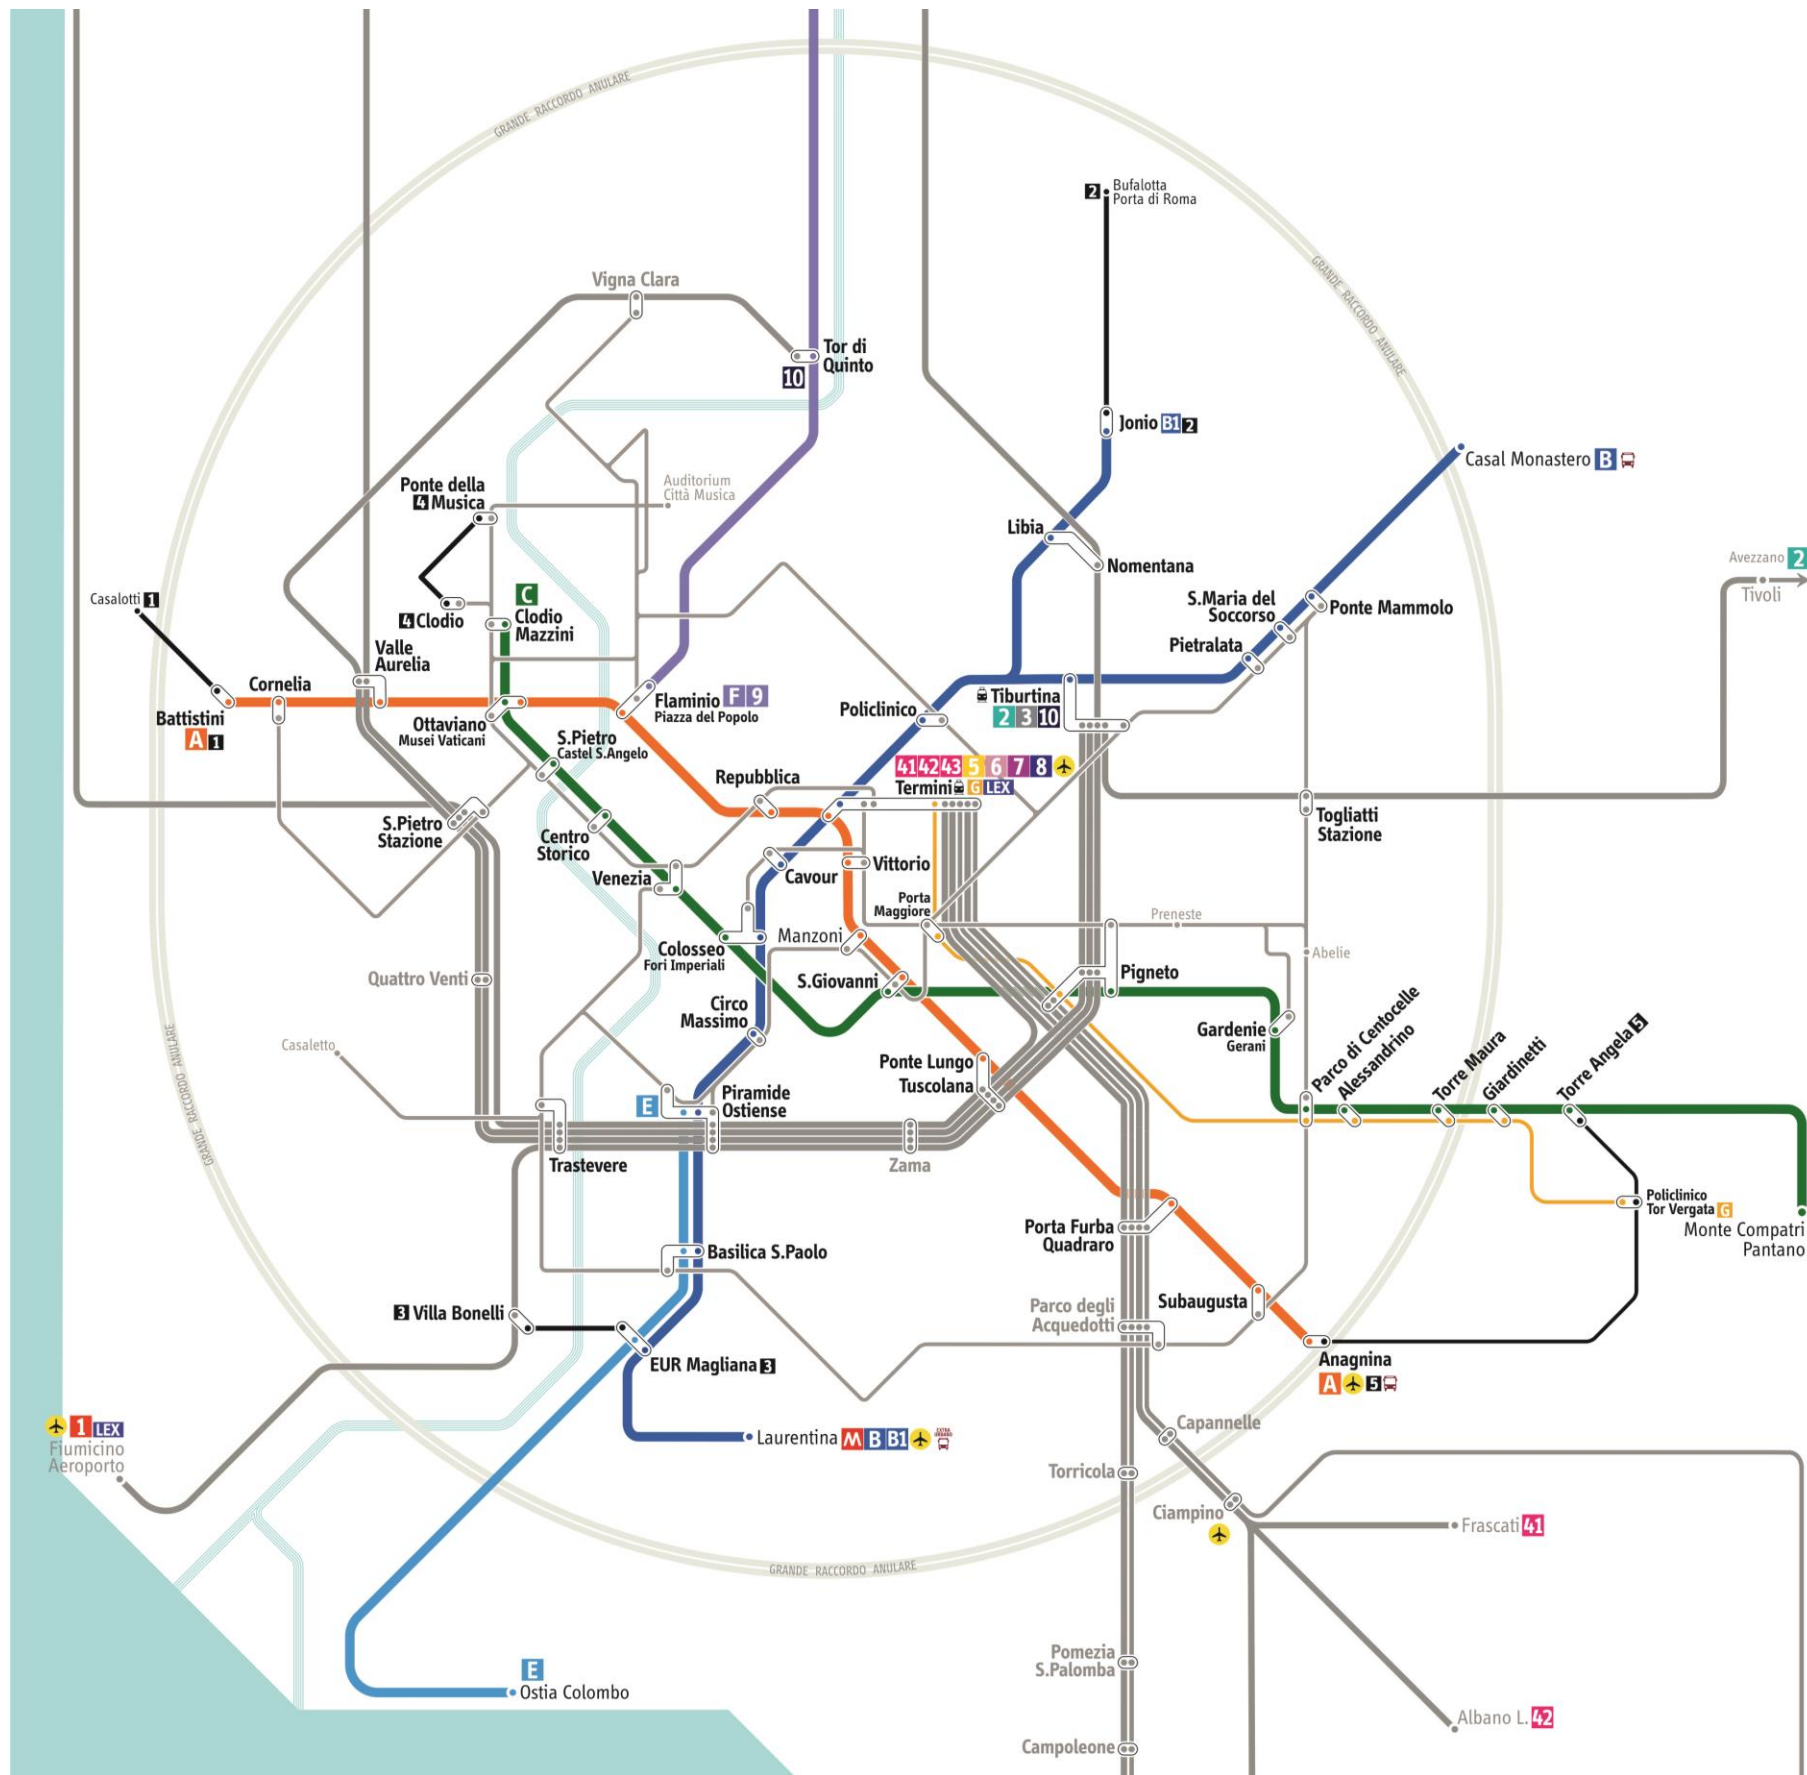 GRANDE RACCORDO ANULARE
2 Bufalotta
Porta di Roma
GRANDE RACCORDO ANULARE
Vigna Clara
Tor di
Quinto
10
Jonio B1 2
Casal Monastero B
Ponte della
4 Musica
Auditorium
Città Musica
Libia
Nomentana
Avezzano 2
Tivoli
Casalotti 1
C
Clodio
Mazzini
4 Clodio
S.Maria del
Soccorso
Ponte Mammolo
Pietralata
Valle
Aurelia
Cornelia
Battistini
A 1
Ottaviano
Musei Vaticani
Flaminio F 9
Piazza del Popolo
Policlinico
Tiburtina
2 3 10
S.Pietro
Castel S.Angelo
Repubblica
41 42 43 5 6 7 8
Termini G LEX
S.Pietro
Stazione
Centro
Storico
Togliatti
Stazione
Venezia
Cavour
Vittorio
Porta
Maggiore
Preneste
Abelie
Manzoni
Colosseo
Fori Imperiali
Quattro Venti
S.Giovanni
Pigneto
Circo
Massimo
Gardenie
Gerani
Parco di Centocelle
Alessandrino
Torre Maura
Giardinetti
Torre Angela 5
GRANDE RACCORDO ANULARE
Casaletto
Ponte Lungo
Tuscolana
E
Piramide
Ostiense
Trastevere
Zama
Policlinico
Tor Vergata G
Monte Compatri
Pantano
Porta Furba
Quadraro
Basilica S.Paolo
Subaugusta
Parco degli
Acquedotti
3 Villa Bonelli
EUR Magliana 3
Anagnina
A 5
1 LEX
Fiumicino
Aeroporto
Laurentina M B B1
EXTRA
URBANO
Capannelle
Torricola
Ciampino
Frascati 41
GRANDE RACCORDO ANULARE
E
Ostia Colombo
Pomezia
S.Palomba
Albano L. 42
Campoleone